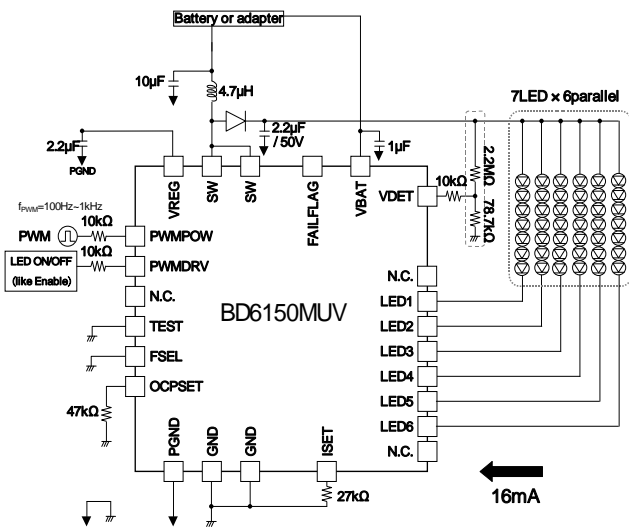 Battery or adapter
10µF
4.7µH
7LED × 6parallel
2.2µF
/ 50V
2.2µF
PGND
1µF
2.2MΩ
78.7kΩ
10kΩ
VREG
SW
SW
FAILFLAG
VBAT
VDET
fPWM=100Hz~1kHz
10kΩ
PWM
PWMPOW
LED ON/OFF
(like Enable)
10kΩ
PWMDRV
N.C.
N.C.
LED1
TEST
BD6150MUV
LED2
FSEL
LED3
OCPSET
LED4
47kΩ
LED5
LED6
PGND
GND
GND
ISET
N.C.
27kΩ
16mA